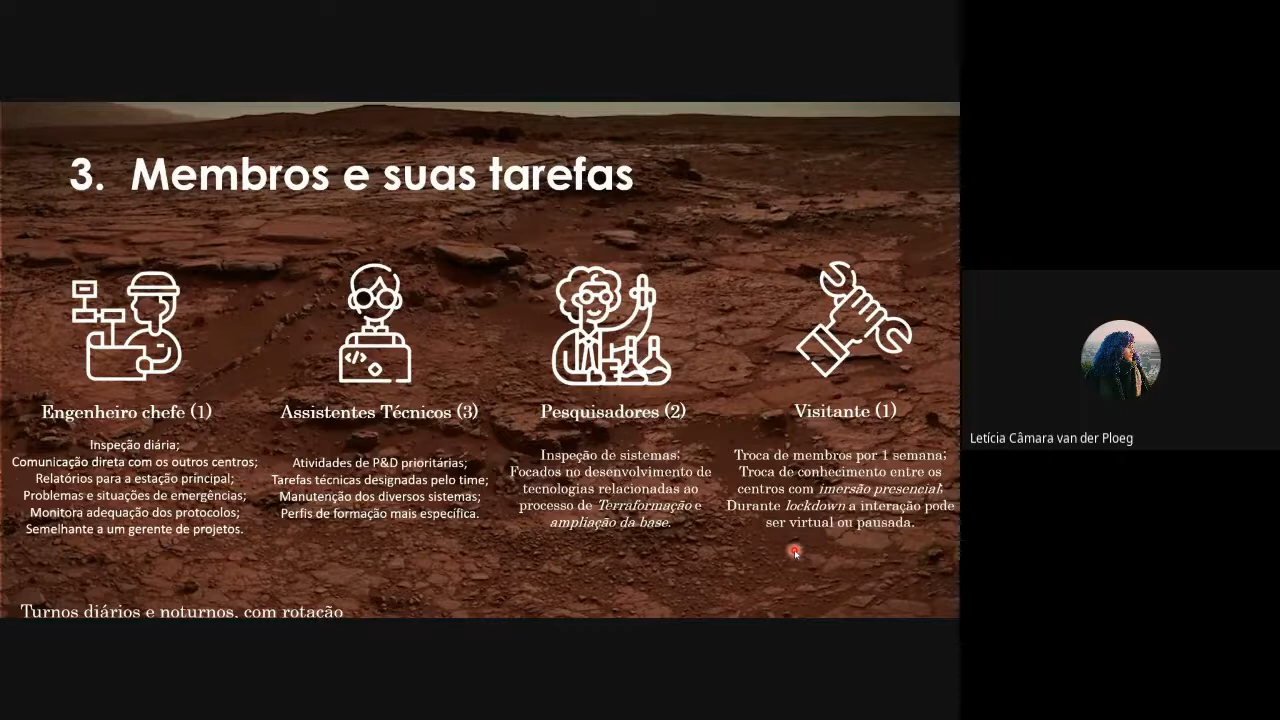 3. Membros e suas tarefas
Engenheiro chefe (1)
Inspeção diária;
Comunicação direta com os outros centros;
Relatórios para a estação principal;
Problemas e situações de emergências;
Monitora adequação dos protocolos;
Semelhante a um gerente de projetos.
Assistentes Técnicos (3)
Atividades de P&D prioritárias;
Tarefas técnicas designadas pelo time;
Manutenção dos diversos sistemas;
Perfis de formação mais específica.
Pesquisadores (2)
Inspeção de sistemas;
Focados no desenvolvimento de
tecnologias relacionadas ao
processo de Terraformação e
ampliação da base.
Visitante (1)
Troca de membros por 1 semana;
Troca de conhecimento entre os
centros com imersão presencial;
Durante lockdown a interação pode
ser virtual ou pausada.
Turnos diários e noturnos, com rotação
Letícia Câmara van der Ploeg